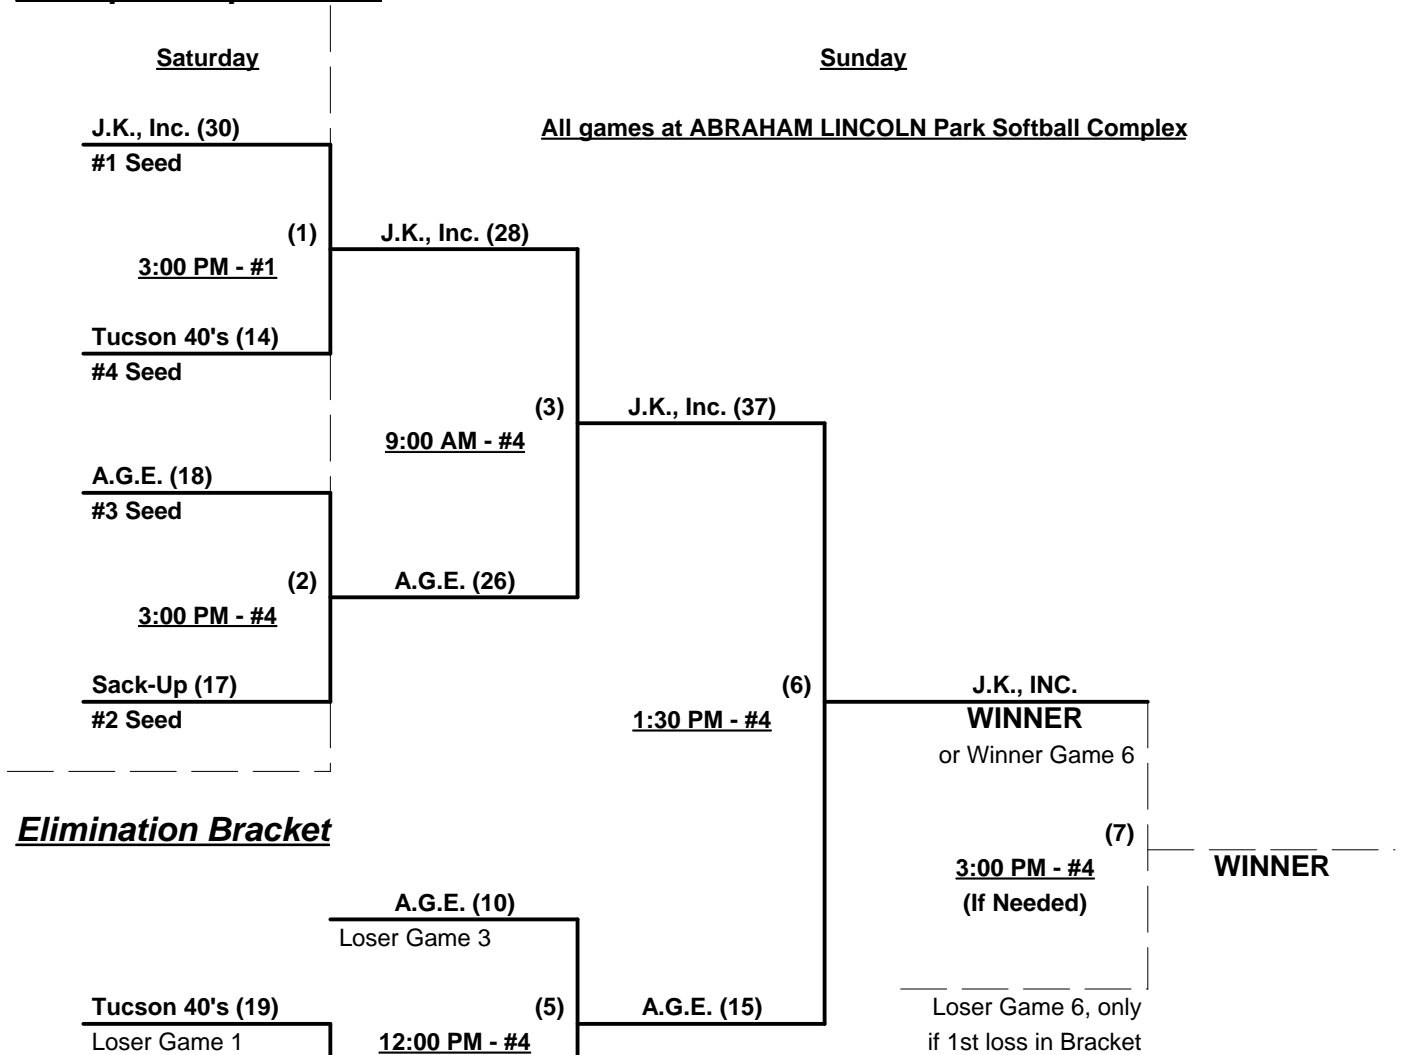 Saturday
Sunday
J.K., Inc. (30)
All games at ABRAHAM LINCOLN Park Softball Complex
#1 Seed
(1)
J.K., Inc. (28)
3:00 PM - #1
Tucson 40's (14)
#4 Seed
(3)
J.K., Inc. (37)
9:00 AM - #4
A.G.E. (18)
#3 Seed
(2)
A.G.E. (26)
3:00 PM - #4
Sack-Up (17)
(6)
J.K., INC.
#2 Seed
1:30 PM - #4
WINNER
or Winner Game 6
Elimination Bracket
(7)
3:00 PM - #4
WINNER
(If Needed)
A.G.E. (10)
Loser Game 3
Tucson 40's (19)
(5)
A.G.E. (15)
Loser Game 6, only
Loser Game 1
12:00 PM - #4
if 1st loss in Bracket